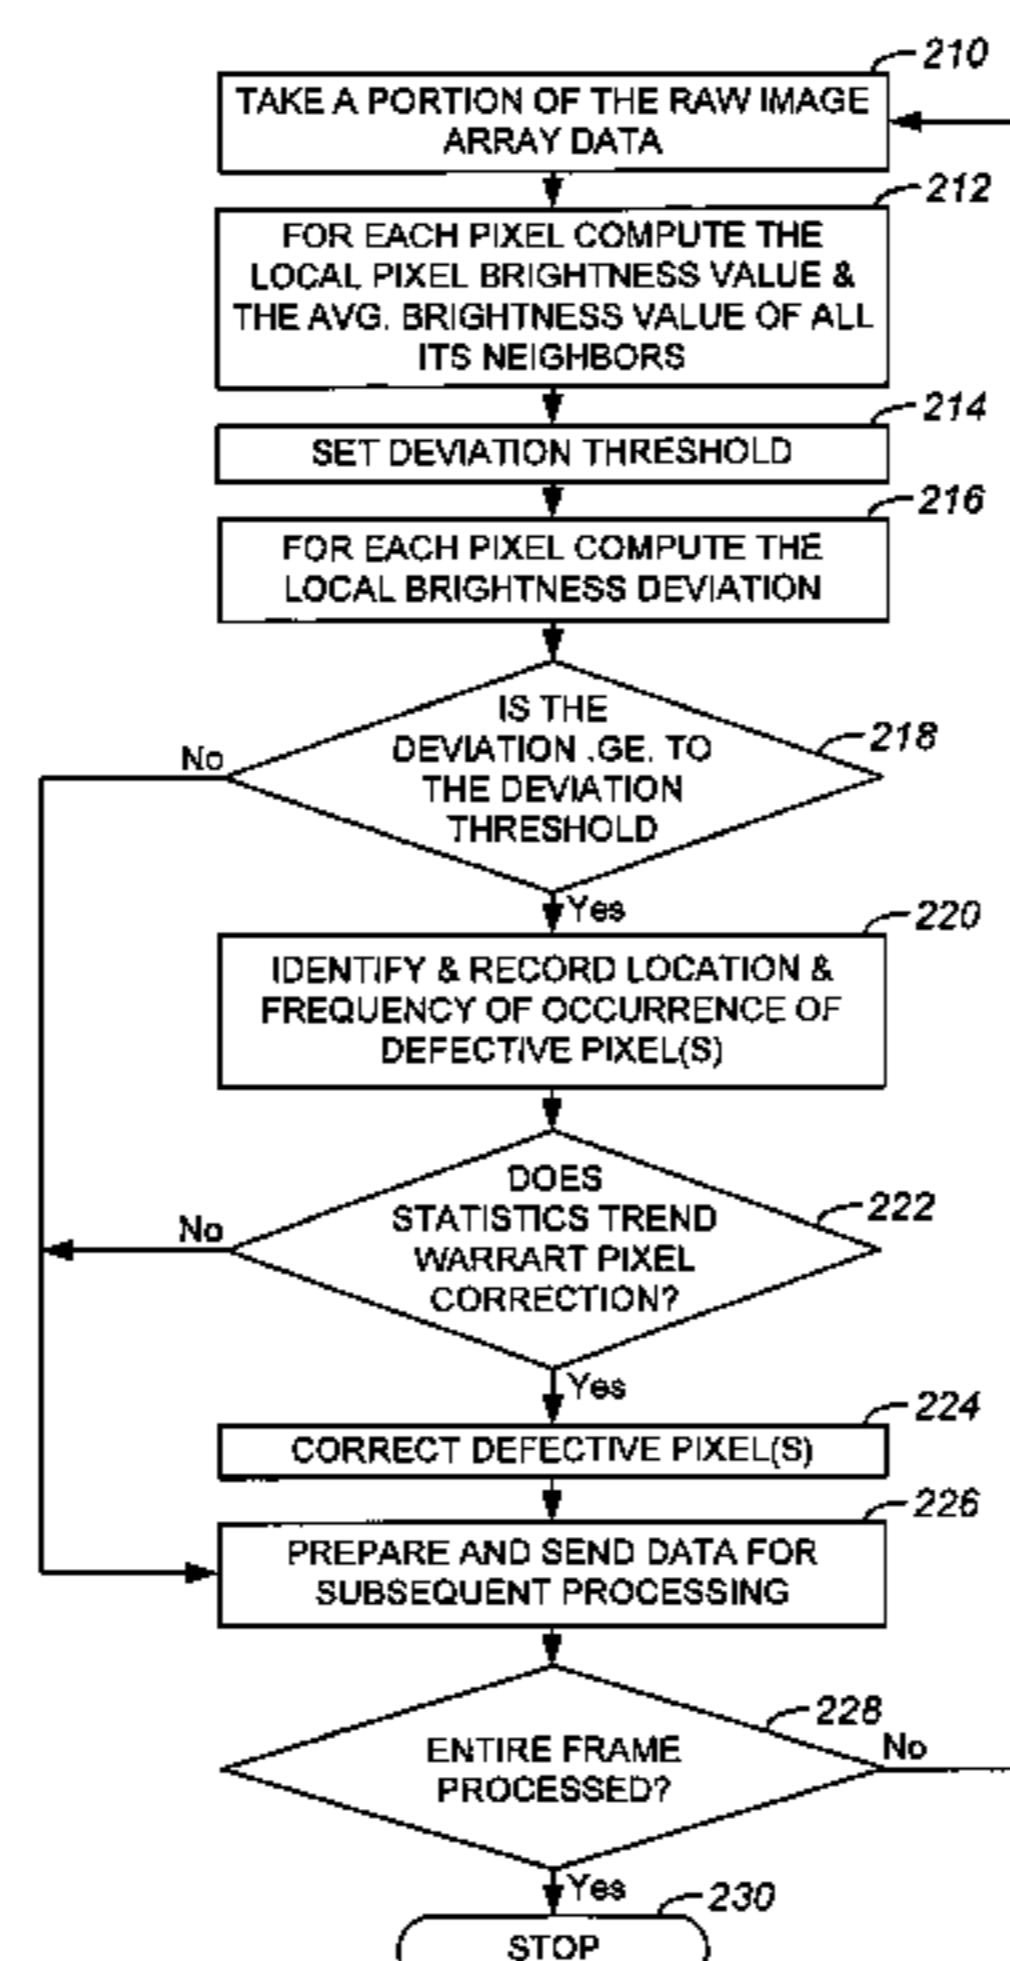 210
TAKE A PORTION OF THE RAW IMAGE
ARRAY DATA
212
FOR EACH PIXEL COMPUTE THE
LOCAL PIXEL BRIGHTNESS VALUE &
THE AVG. BRIGHTNESS VALUE OF ALL
ITS NEIGHBORS
214
SET DEVIATION THRESHOLD
216
FOR EACH PIXEL COMPUTE THE
LOCAL BRIGHTNESS DEVIATION
IS THE
DEVIATION .GE. TO
THE DEVIATION
THRESHOLD
218
No
Yes
220
IDENTIFY & RECORD LOCATION &
FREQUENCY OF OCCURRENCE OF
DEFECTIVE PIXEL(S)
DOES
STATISTICS TREND
WARRART PIXEL
CORRECTION?
222
No
Yes
224
CORRECT DEFECTIVE PIXEL(S)
226
PREPARE AND SEND DATA FOR
SUBSEQUENT PROCESSING
228
ENTIRE FRAME
PROCESSED?
No
Yes
230
STOP